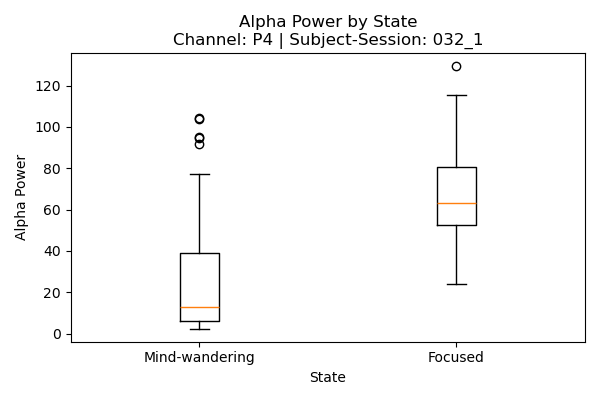 Alpha Power by State
Channel: P4 | Subject-Session: 032_1
Alpha Power
120
100
80
60
40
20
0
Mind-wandering
Focused
State